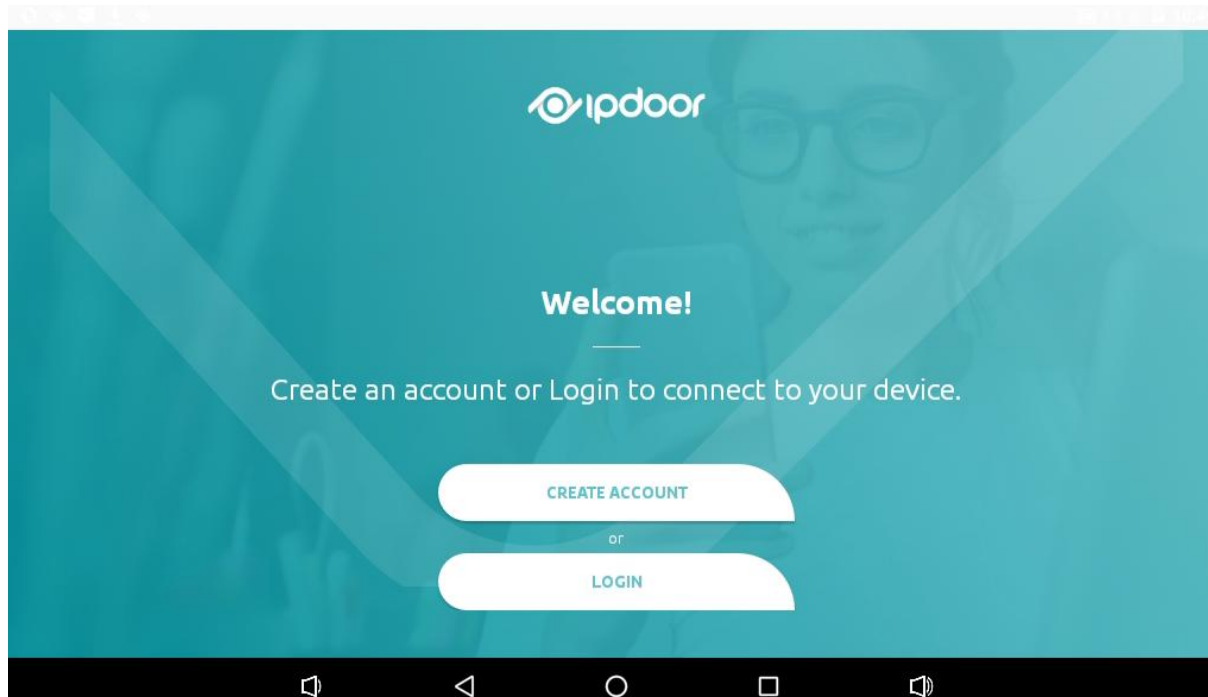 ipdoor
Welcome!
Create an account or Login to connect to your device.
CREATE ACCOUNT
or
LOGIN